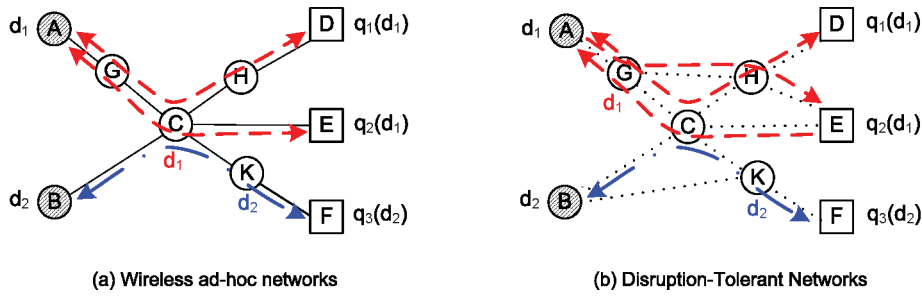 d1 A D q1(d1)
G H
C E q2(d1)
d1
K
d2 B d2 F q3(d2)
(a) Wireless ad-hoc networks
d1 A D q1(d1)
G H
d1
C E q2(d1)
K
d2 B d2 F q3(d2)
(b) Disruption-Tolerant Networks